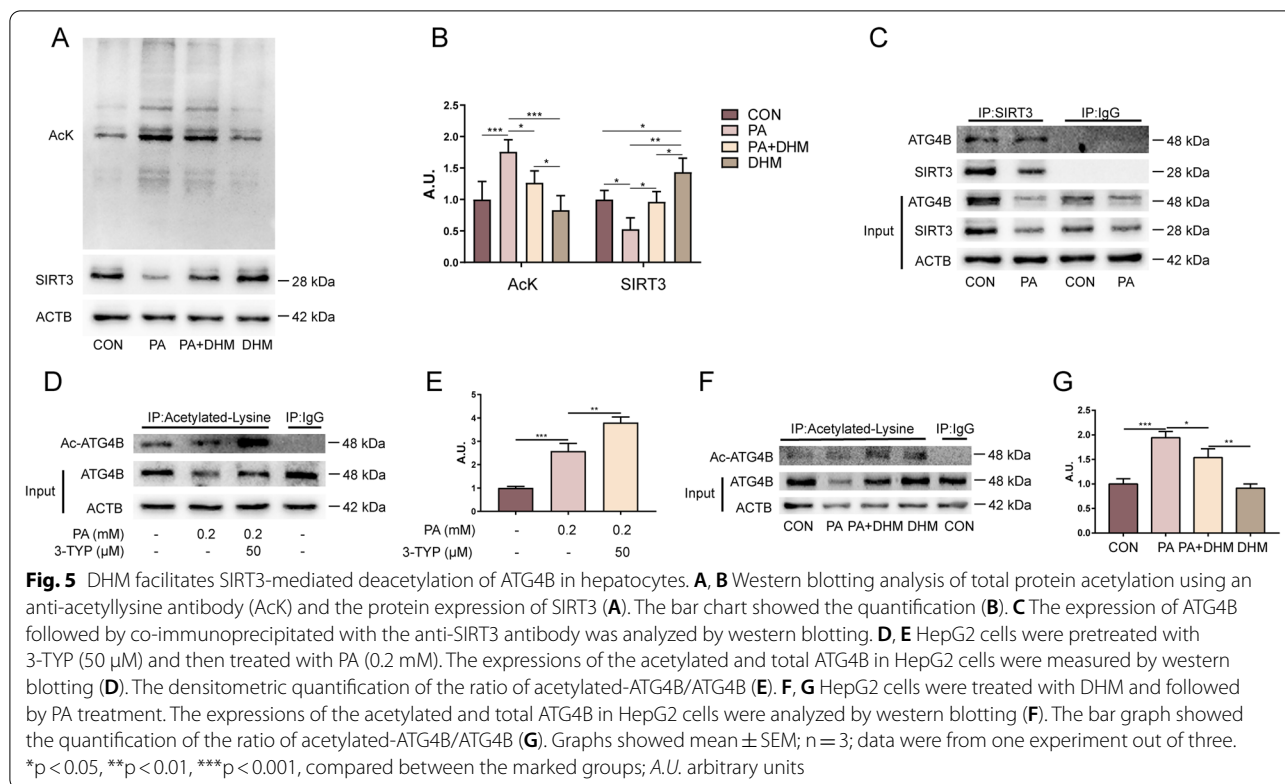 A
AcK
SIRT3
28 kDa
ACTB
42 kDa
CON PA PA+DHM DHM
B
A.U.
2.5
2.0
1.5
1.0
0.5
0.0
*** * *** *
* * * ** *
AcK SIRT3
CON
PA
PA+DHM
DHM
C
IP:SIRT3 IP:IgG
ATG4B 48 kDa
SIRT3 28 kDa
Input
ATG4B 48 kDa
SIRT3 28 kDa
ACTB 42 kDa
CON PA CON PA
D
IP:Acetylated-Lysine IP:IgG
Ac-ATG4B 48 kDa
Input
ATG4B 48 kDa
ACTB 42 kDa
PA (mM) - 0.2 0.2 -
3-TYP (μM) - - 50 -
E
A.U.
5
4
3
2
1
0
*** **
PA (mM) - 0.2 0.2
3-TYP (μM) - - 50
F
IP:Acetylated-Lysine IP:IgG
Ac-ATG4B 48 kDa
Input
ATG4B 48 kDa
ACTB 42 kDa
CON PA PA+DHM DHM CON
G
A.U.
2.5
2.0
1.5
1.0
0.5
0.0
*** * **
CON PA PA+DHM DHM
Fig. 5 DHM facilitates SIRT3-mediated deacetylation of ATG4B in hepatocytes. A, B Western blotting analysis of total protein acetylation using an
anti-acetyllysine antibody (AcK) and the protein expression of SIRT3 (A). The bar chart showed the quantification (B). C The expression of ATG4B
followed by co-immunoprecipitated with the anti-SIRT3 antibody was analyzed by western blotting. D, E HepG2 cells were pretreated with
3-TYP (50 μM) and then treated with PA (0.2 mM). The expressions of the acetylated and total ATG4B in HepG2 cells were measured by western
blotting (D). The densitometric quantification of the ratio of acetylated-ATG4B/ATG4B (E). F, G HepG2 cells were treated with DHM and followed
by PA treatment. The expressions of the acetylated and total ATG4B in HepG2 cells were analyzed by western blotting (F). The bar graph showed
the quantification of the ratio of acetylated-ATG4B/ATG4B (G). Graphs showed mean ± SEM; n = 3; data were from one experiment out of three.
*p < 0.05, **p < 0.01, ***p < 0.001, compared between the marked groups; A.U. arbitrary units